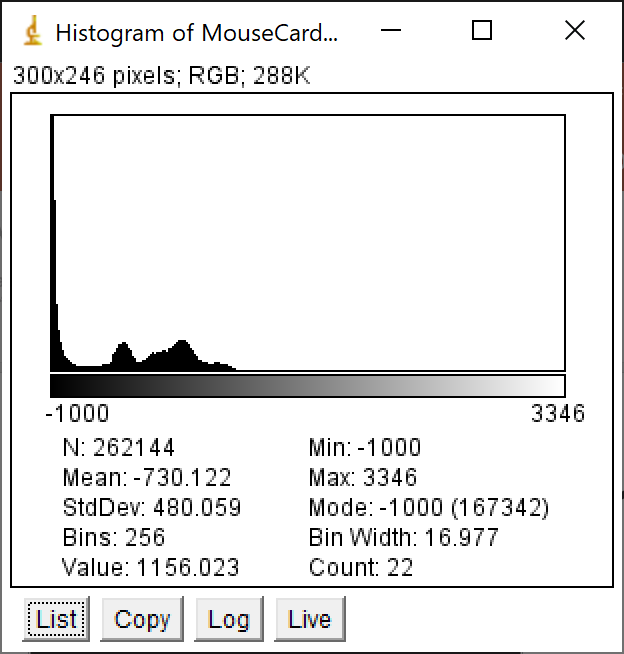 Histogram of MouseCard...
300x246 pixels; RGB; 288K
-1000 3346
N: 262144 Min: -1000
Mean: -730.122 Max: 3346
StdDev: 480.059 Mode: -1000 (167342)
Bins: 256 Bin Width: 16.977
Value: 1156.023 Count: 22
List Copy Log Live